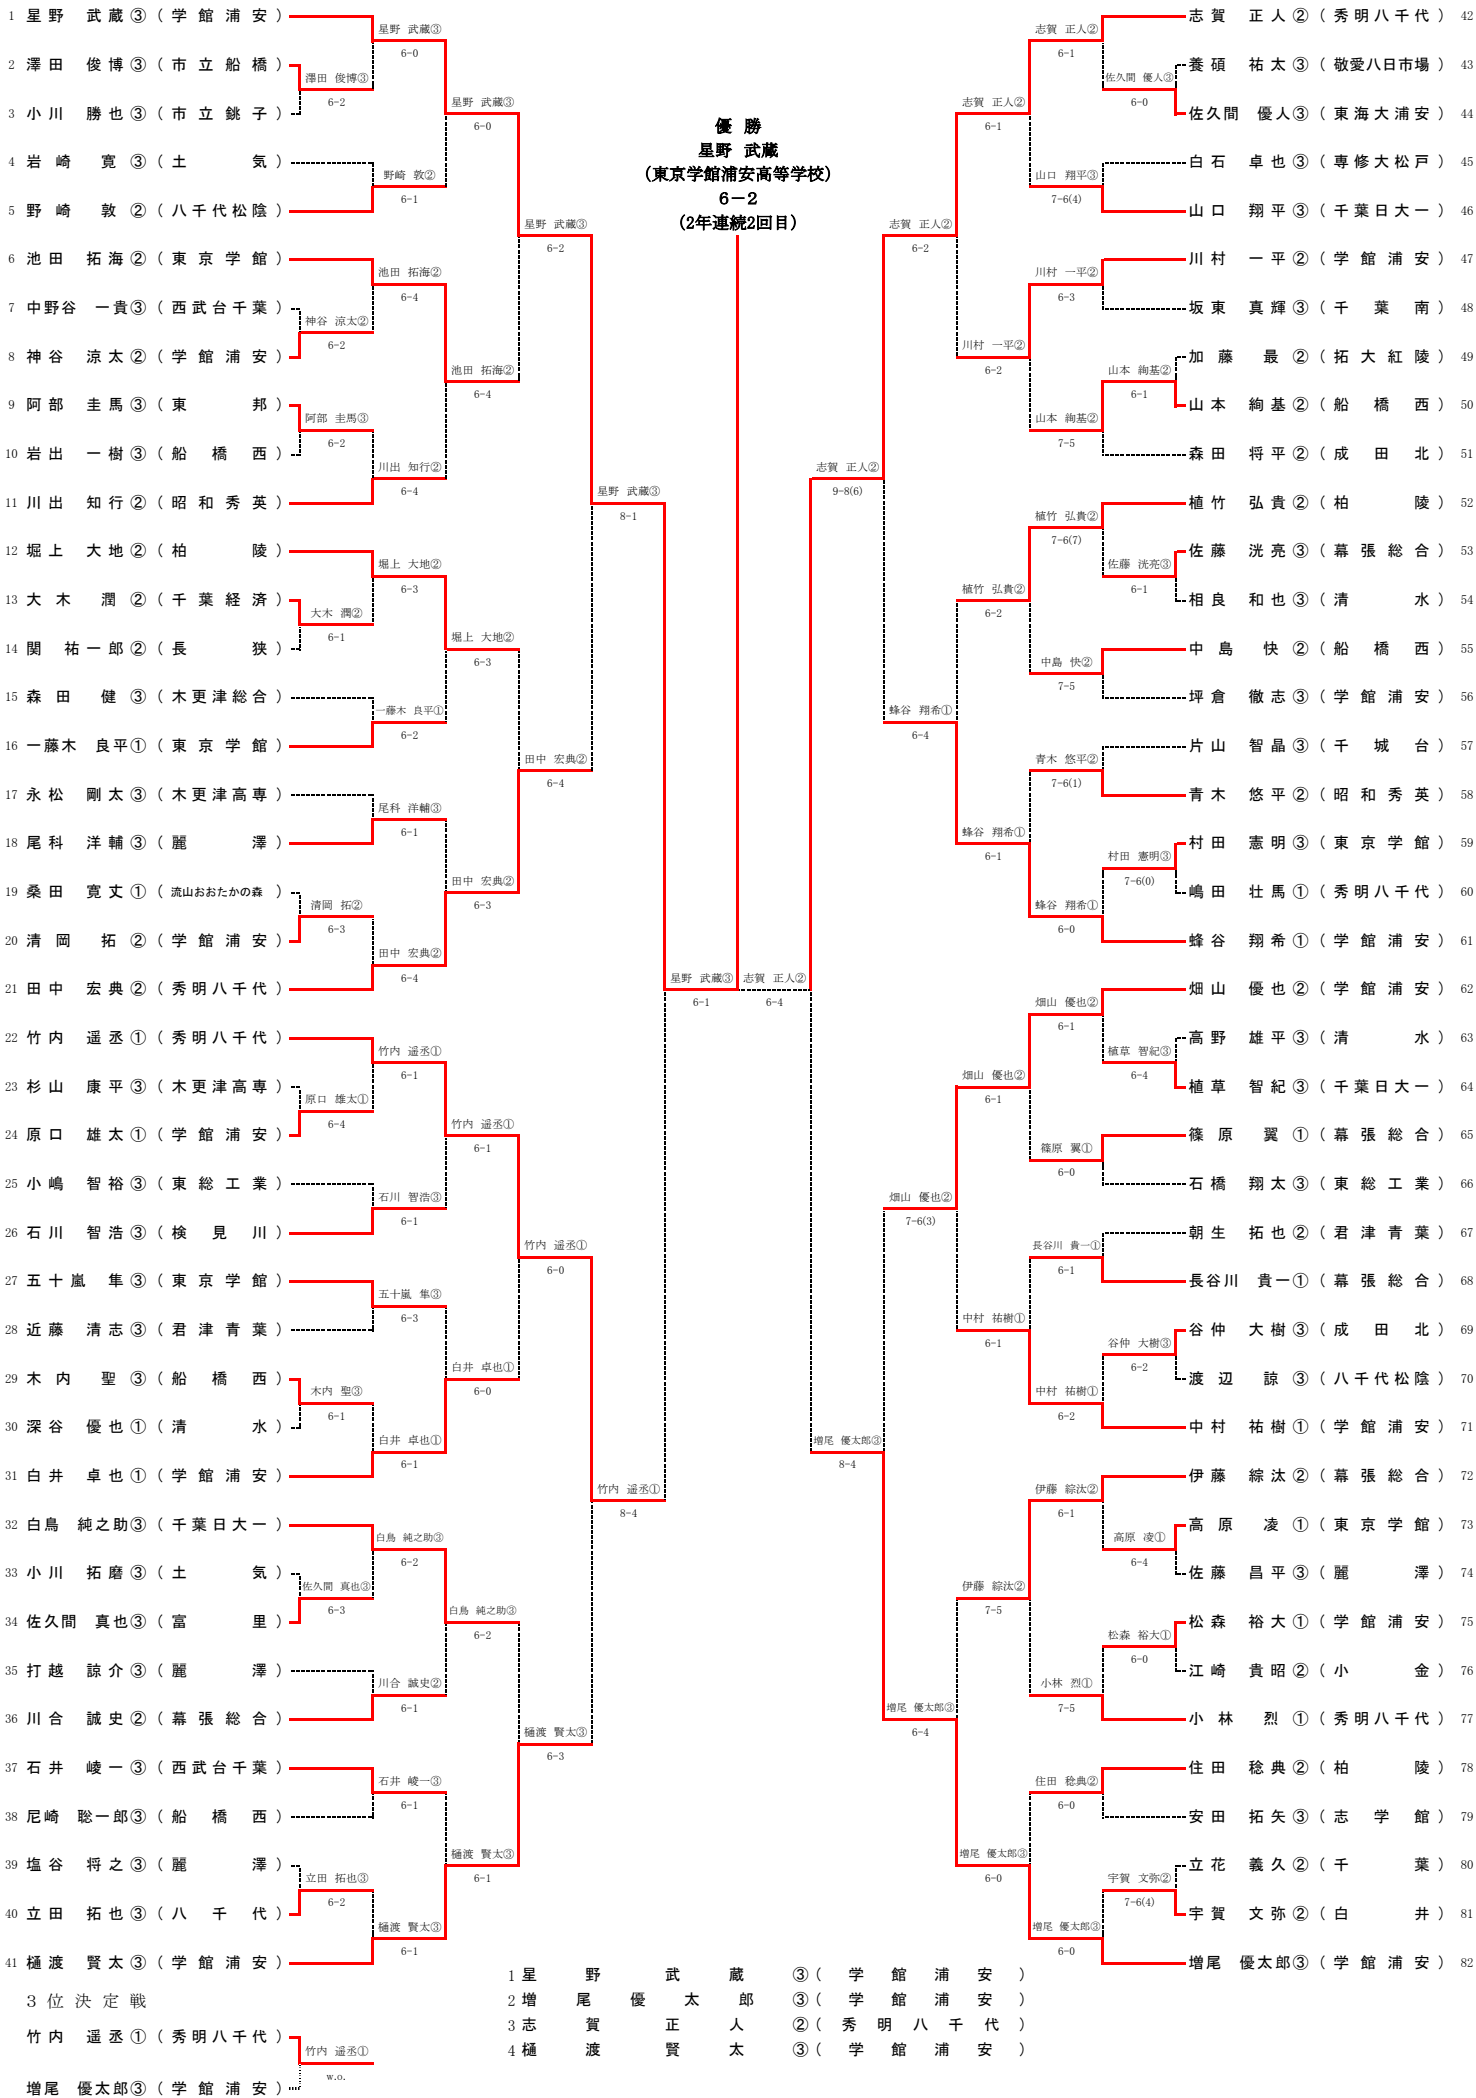 1 星野 武蔵③（学館浦安）
2 澤田 俊博③（市立船橋）
3 小川 勝也③（市立銚子）
4 岩崎 寛③（土気）
5 野崎 敦②（八千代松陰）
6 池田 拓海②（東京学館）
7 中野谷 一貴③（西武台千葉）
8 神谷 涼太②（学館浦安）
9 阿部 圭馬③（東邦）
10 岩出 一樹③（船橋西）
11 川出 知行②（昭和秀英）
12 堀上 大地②（柏陵）
13 大木 潤②（千葉経済）
14 関 祐一郎②（長狭）
15 森田 健③（木更津総合）
16 一藤木 良平①（東京学館）
17 永松 剛太③（木更津高専）
18 尾科 洋輔③（麗澤）
19 桑田 寛丈①（流山おおたかの森）
20 清岡 拓②（学館浦安）
21 田中 宏典②（秀明八千代）
22 竹内 遥丞①（秀明八千代）
23 杉山 康平③（木更津高専）
24 原口 雄太①（学館浦安）
25 小嶋 智裕③（東総工業）
26 石川 智浩③（検見川）
27 五十嵐 隼③（東京学館）
28 近藤 清志③（君津青葉）
29 木内 聖③（船橋西）
30 深谷 優也①（清水）
31 白井 卓也①（学館浦安）
32 白鳥 純之助③（千葉日大一）
33 小川 拓磨③（土気）
34 佐久間 真也③（富里）
35 打越 諒介③（麗澤）
36 川合 誠史②（幕張総合）
37 石井 崚一③（西武台千葉）
38 尼崎 聡一郎③（船橋西）
39 塩谷 将之③（麗澤）
40 立田 拓也③（八千代）
41 樋渡 賢太③（学館浦安）
澤田 俊博③
6-2
神谷 涼太②
6-2
阿部 圭馬③
6-2
大木 潤②
6-1
清岡 拓②
6-3
原口 雄太①
6-4
木内 聖③
6-1
佐久間 真也③
6-3
立田 拓也③
6-2
星野 武蔵③
6-0
野崎 敦②
6-1
池田 拓海②
6-4
川出 知行②
6-4
堀上 大地②
6-3
一藤木 良平①
6-2
尾科 洋輔③
6-1
田中 宏典②
6-4
竹内 遥丞①
6-1
石川 智浩③
6-1
五十嵐 隼③
6-3
白井 卓也①
6-1
白鳥 純之助③
6-2
川合 誠史②
6-1
石井 崚一③
6-1
樋渡 賢太③
6-1
星野 武蔵③
6-0
池田 拓海②
6-4
堀上 大地②
6-3
田中 宏典②
6-3
竹内 遥丞①
6-1
白井 卓也①
6-0
白鳥 純之助③
6-2
樋渡 賢太③
6-1
星野 武蔵③
6-2
田中 宏典②
6-4
竹内 遥丞①
6-0
樋渡 賢太③
6-3
星野 武蔵③
8-1
竹内 遥丞①
8-4
星野 武蔵③
6-1
優 勝
星野 武蔵
(東京学館浦安高等学校)
6－2
(2年連続2回目)
志賀 正人②
6-4
志賀 正人②
9-8(6)
増尾 優太郎③
8-4
志賀 正人②
6-2
蜂谷 翔希①
6-4
畑山 優也②
7-6(3)
増尾 優太郎③
6-4
志賀 正人②
6-1
川村 一平②
6-2
植竹 弘貴②
6-2
蜂谷 翔希①
6-1
畑山 優也②
6-1
中村 祐樹①
6-1
伊藤 綜汰②
7-5
増尾 優太郎③
6-0
志賀 正人②
6-1
山口 翔平③
7-6(4)
川村 一平②
6-3
山本 絢基②
7-5
植竹 弘貴②
7-6(7)
中島 快②
7-5
青木 悠平②
7-6(1)
蜂谷 翔希①
6-0
畑山 優也②
6-1
篠原 翼①
6-0
長谷川 貴一①
6-1
中村 祐樹①
6-2
伊藤 綜汰②
6-1
小林 烈①
7-5
住田 稔典②
6-0
増尾 優太郎③
6-0
佐久間 優人③
6-0
山本 絢基②
6-1
佐藤 洸亮③
6-1
村田 憲明③
7-6(0)
植草 智紀③
6-4
谷仲 大樹③
6-2
高原 凌①
6-4
松森 裕大①
6-0
宇賀 文弥②
7-6(4)
志賀 正人②（秀明八千代） 42
養碩 祐太③（敬愛八日市場） 43
佐久間 優人③（東海大浦安） 44
白石 卓也③（専修大松戸） 45
山口 翔平③（千葉日大一） 46
川村 一平②（学館浦安） 47
坂東 真輝③（千葉南） 48
加藤 最②（拓大紅陵） 49
山本 絢基②（船橋西） 50
森田 将平②（成田北） 51
植竹 弘貴②（柏陵） 52
佐藤 洸亮③（幕張総合） 53
相良 和也③（清水） 54
中島 快②（船橋西） 55
坪倉 徹志③（学館浦安） 56
片山 智晶③（千城台） 57
青木 悠平②（昭和秀英） 58
村田 憲明③（東京学館） 59
嶋田 壮馬①（秀明八千代） 60
蜂谷 翔希①（学館浦安） 61
畑山 優也②（学館浦安） 62
高野 雄平③（清水） 63
植草 智紀③（千葉日大一） 64
篠原 翼①（幕張総合） 65
石橋 翔太③（東総工業） 66
朝生 拓也②（君津青葉） 67
長谷川 貴一①（幕張総合） 68
谷仲 大樹③（成田北） 69
渡辺 諒③（八千代松陰） 70
中村 祐樹①（学館浦安） 71
伊藤 綜汰②（幕張総合） 72
高原 凌①（東京学館） 73
佐藤 昌平③（麗澤） 74
松森 裕大①（学館浦安） 75
江崎 貴昭②（小金） 76
小林 烈①（秀明八千代） 77
住田 稔典②（柏陵） 78
安田 拓矢③（志学館） 79
立花 義久②（千葉） 80
宇賀 文弥②（白井） 81
増尾 優太郎③（学館浦安） 82
3位決定戦
竹内 遥丞①（秀明八千代）
竹内 遥丞①
w.o.
増尾 優太郎③（学館浦安）
1 星野武蔵 ③（学館浦安）
2 増尾優太郎 ③（学館浦安）
3 志賀正人 ②（秀明八千代）
4 樋渡賢太 ③（学館浦安）